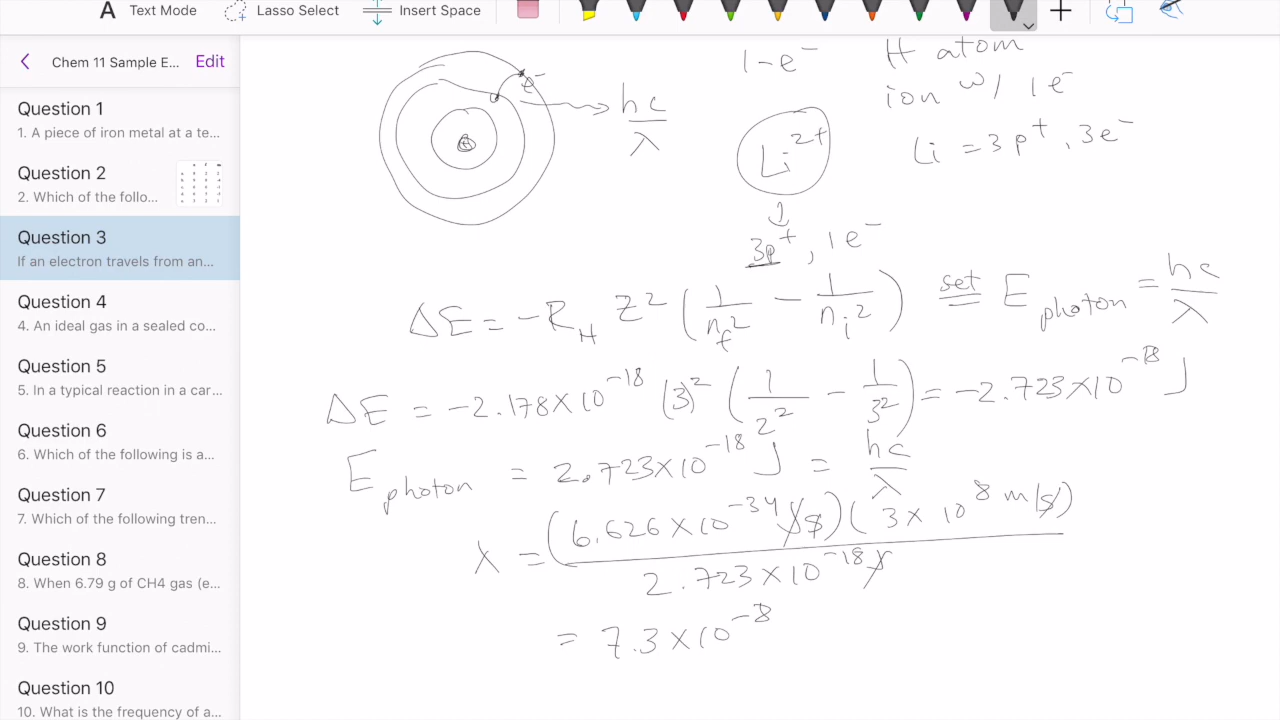 A Text Mode Lasso Select Insert Space
Chem 11 Sample E... Edit
Question 1
1. A piece of iron metal at a te...
Question 2
2. Which of the follo...
Question 3
If an electron travels from an...
Question 4
4. An ideal gas in a sealed co...
Question 5
5. In a typical reaction in a car...
Question 6
6. Which of the following is a...
Question 7
7. Which of the following tren...
Question 8
8. When 6.79 g of CH4 gas (e...
Question 9
9. The work function of cadmi...
Question 10
10. What is the frequency of a...
e⁻
hc/λ
1-e⁻
H atom
ion w/ 1e⁻
Li²⁺
Li = 3p⁺, 3e⁻
3p⁺, 1e⁻
ΔE = -R_H Z² (1/n_f² - 1/n_i²) set E photon = hc/λ
ΔE = -2.178×10⁻¹⁸ (3)² (1/2² - 1/3²) = -2.723×10⁻¹⁸ J
E photon = 2.723×10⁻¹⁸ J = hc/λ
λ = (6.626×10⁻³⁴ J s)(3×10⁸ m/s)
2.723×10⁻¹⁸ J
= 7.3×10⁻⁸